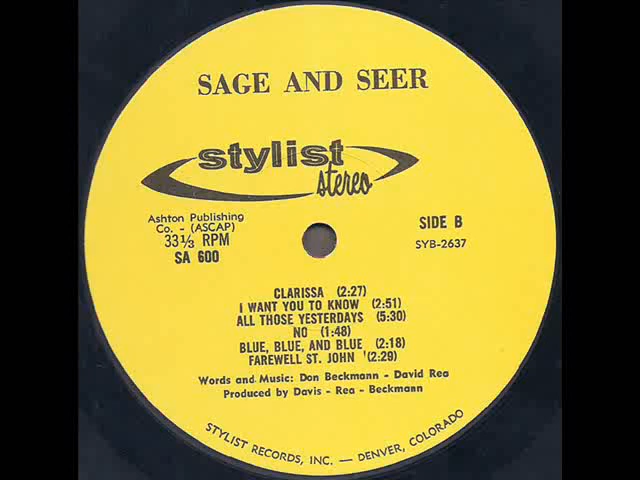 SAGE AND SEER
stylist
stereo
Ashton Publishing
Co. - (ASCAP)
33⅓ RPM
SA 600
SIDE B
SYB-2637
CLARISSA (2:27)
I WANT YOU TO KNOW (2:51)
ALL THOSE YESTERDAYS (5:30)
NO (1:48)
BLUE, BLUE, AND BLUE (2:18)
FAREWELL ST. JOHN '(2:29)
Words and Music: Don Beckmann - David Rea
Produced by Davis - Rea - Beckmann
STYLIST RECORDS, INC. — DENVER, COLORADO